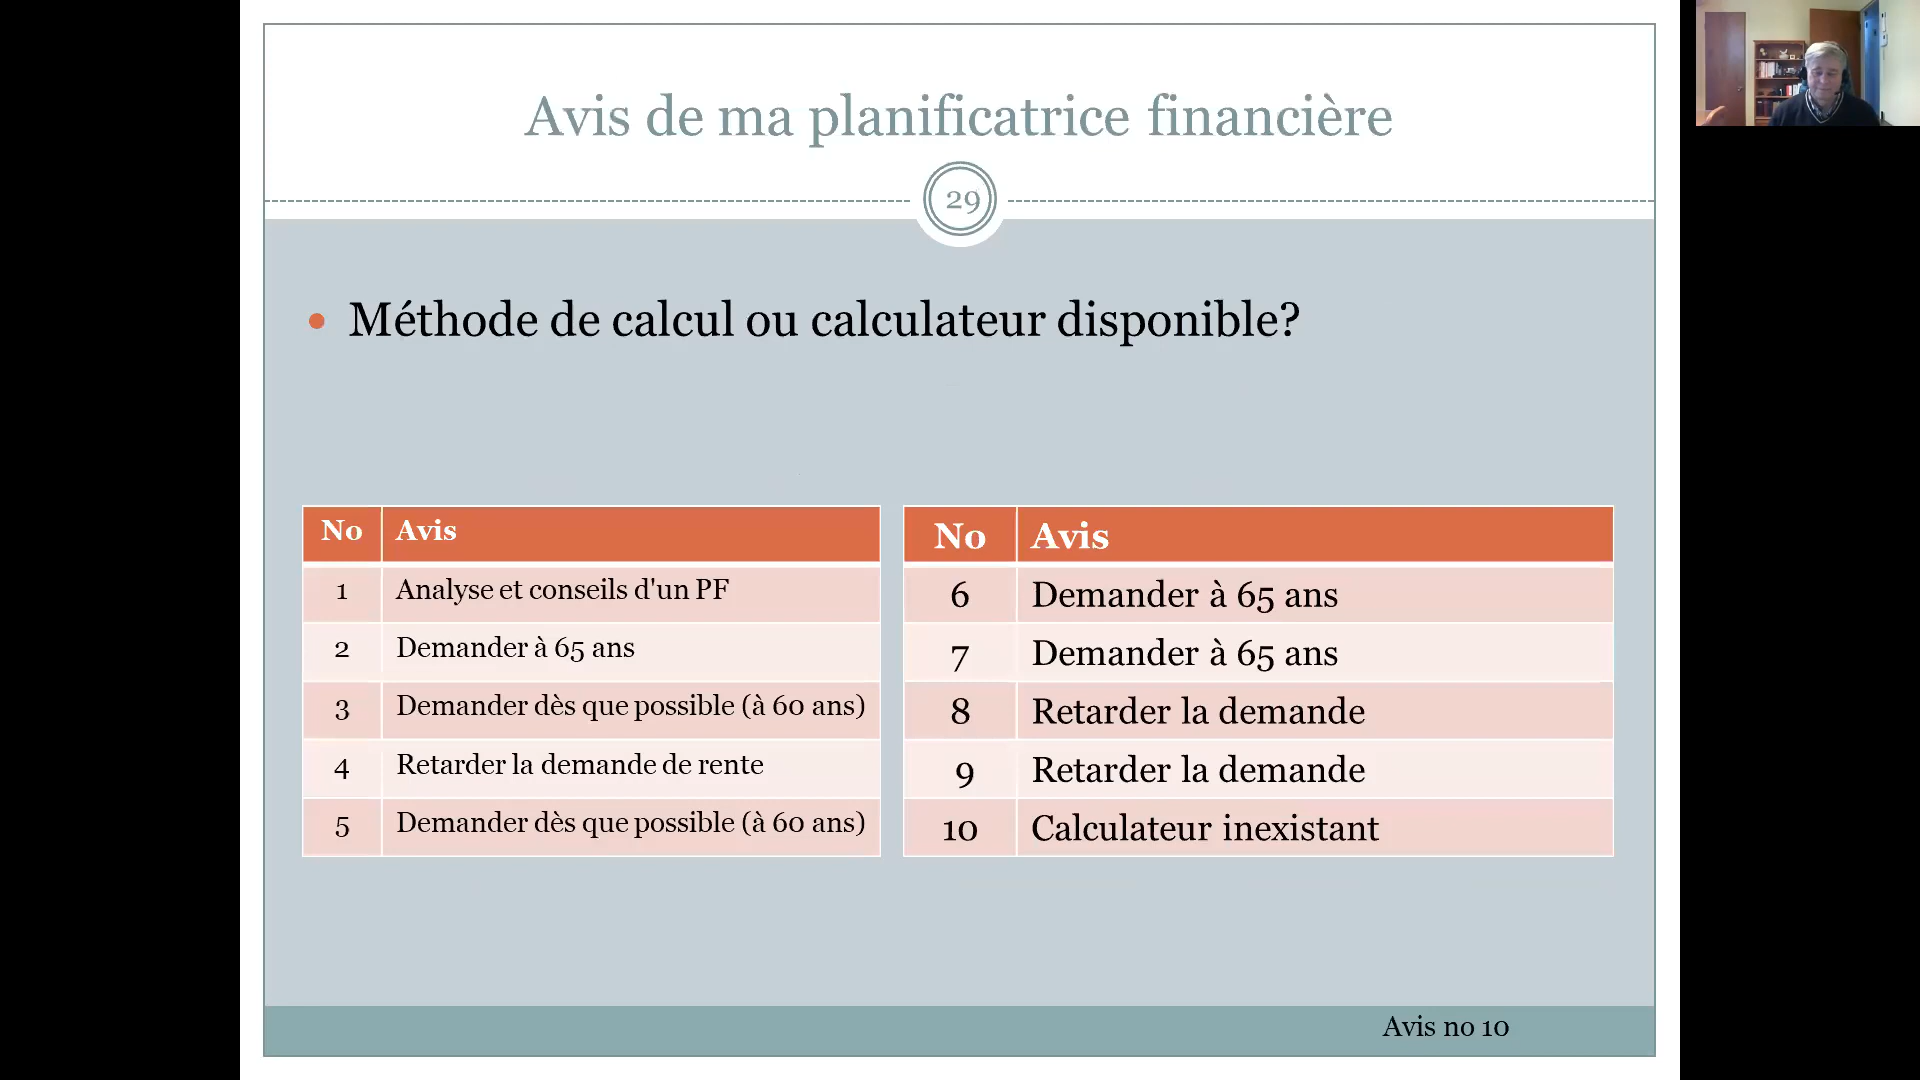 Avis de ma planificatrice financière
29
• Méthode de calcul ou calculateur disponible?
No Avis
1 Analyse et conseils d'un PF
2 Demander à 65 ans
3 Demander dès que possible (à 60 ans)
4 Retarder la demande de rente
5 Demander dès que possible (à 60 ans)
No Avis
6 Demander à 65 ans
7 Demander à 65 ans
8 Retarder la demande
9 Retarder la demande
10 Calculateur inexistant
Avis no 10